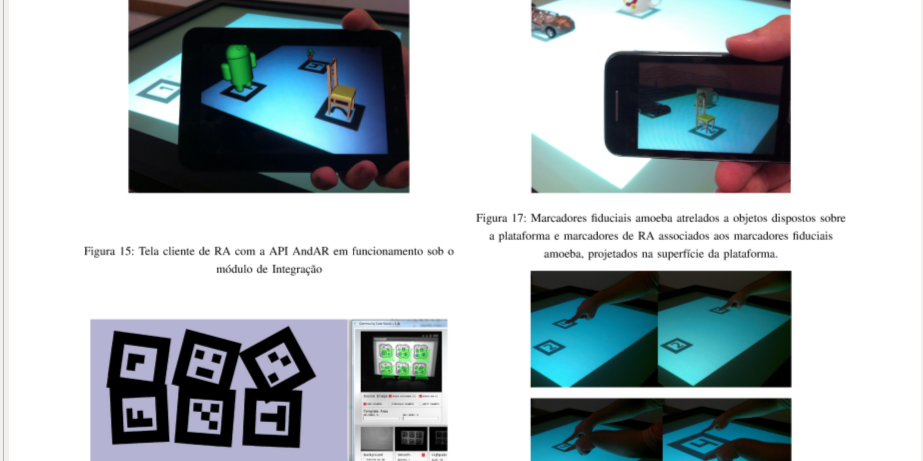 Figura 15: Tela cliente de RA com a API AndAR em funcionamento sob o
módulo de Integração
Figura 17: Marcadores fiduciais amoeba atrelados a objetos dispostos sobre
a plataforma e marcadores de RA associados aos marcadores fiduciais
amoeba, projetados na superfície da plataforma.